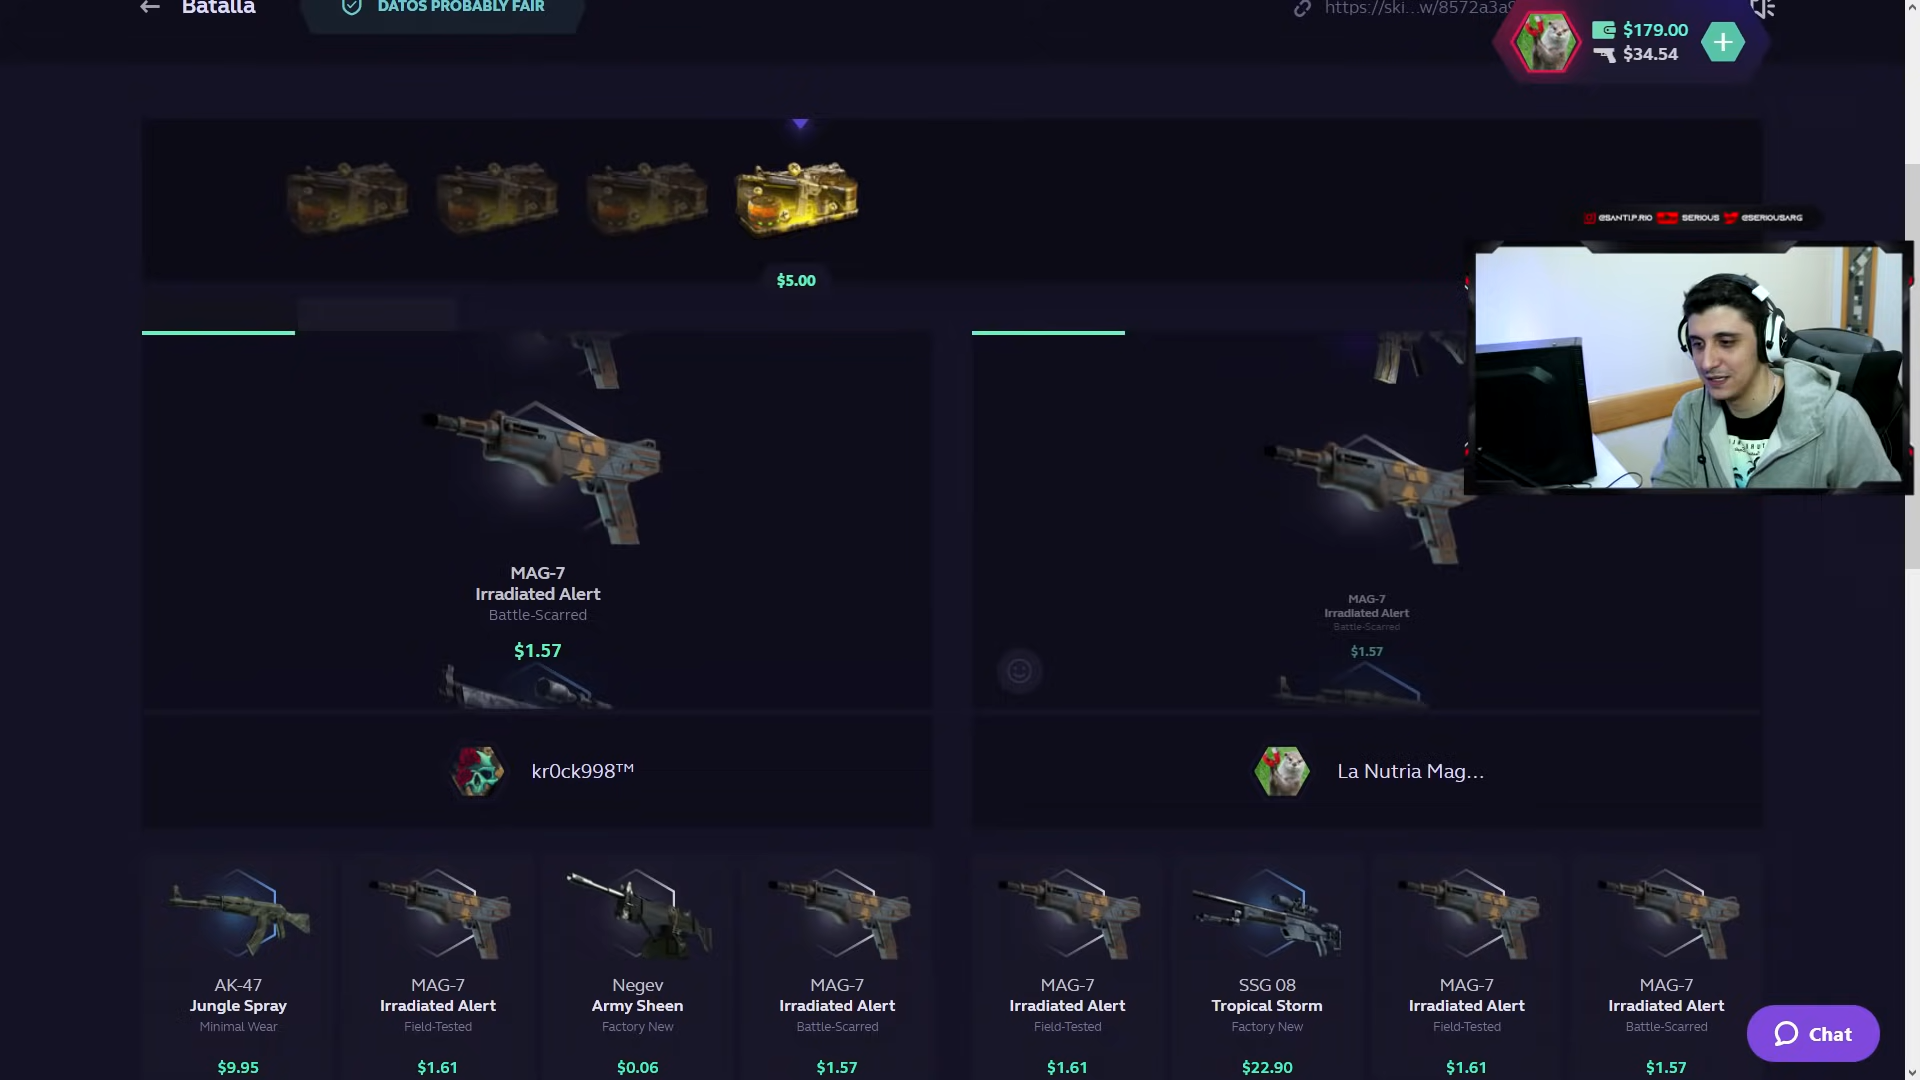 Batalla
DATOS PROBABLY FAIR
https://ski...w/8572a3a9
$179.00
$34.54
@SANTI.P.RIO SERIOUS @SERIOUSARG
$5.00
MAG-7
Irradiated Alert
Battle-Scarred
$1.57
MAG-7
Irradiated Alert
Battle-Scarred
$1.57
kr0ck998™
La Nutria Mag...
AK-47
Jungle Spray
Minimal Wear
$9.95
MAG-7
Irradiated Alert
Field-Tested
$1.61
Negev
Army Sheen
Factory New
$0.06
MAG-7
Irradiated Alert
Battle-Scarred
$1.57
MAG-7
Irradiated Alert
Field-Tested
$1.61
SSG 08
Tropical Storm
Factory New
$22.90
MAG-7
Irradiated Alert
Field-Tested
$1.61
MAG-7
Irradiated Alert
Battle-Scarred
$1.57
Chat